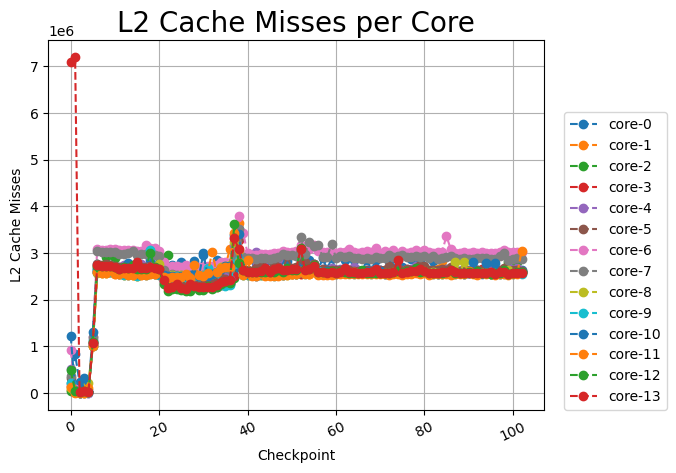 L2 Cache Misses per Core
1e6
7
6
5
4
3
2
1
0
L2 Cache Misses
0
20
40
60
80
100
Checkpoint
core-0
core-1
core-2
core-3
core-4
core-5
core-6
core-7
core-8
core-9
core-10
core-11
core-12
core-13